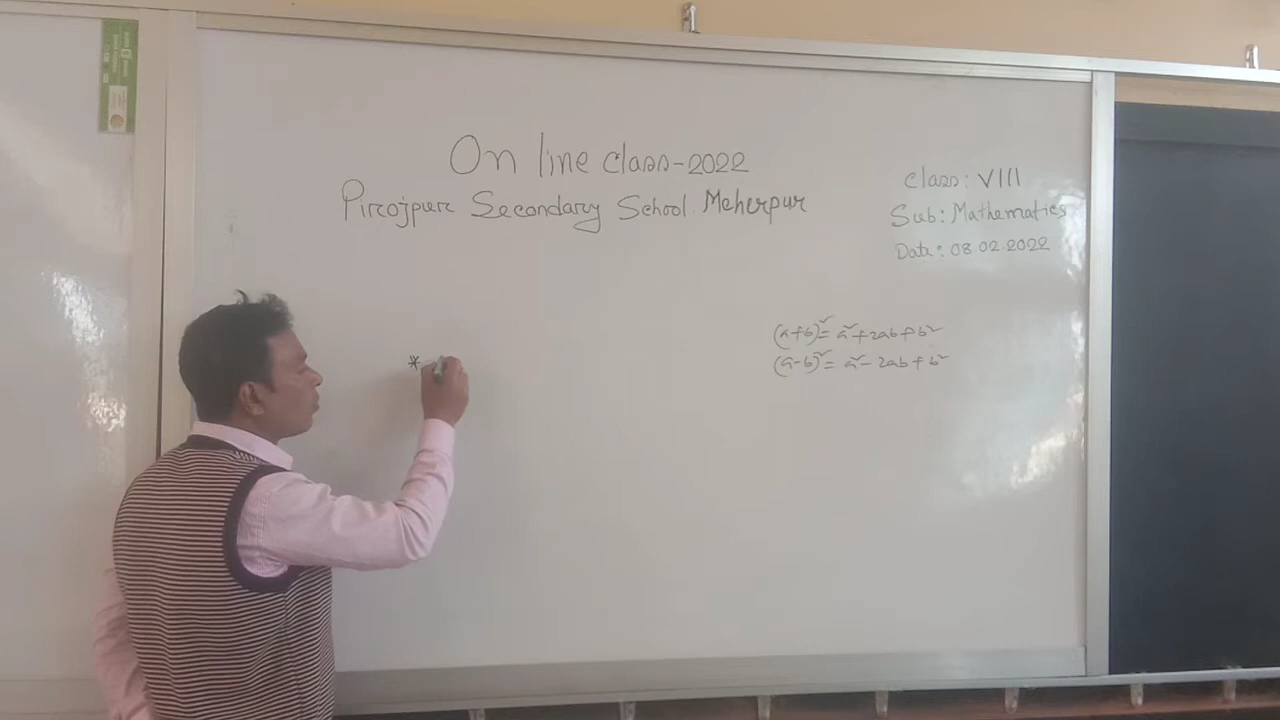 On line class-2022
Pirojpur Secondary School Meherpur
Class: VIII
Sub: Mathematics
Date: 08.02.2022
(a+b)² = a²+2ab+b²
(a-b)² = a²-2ab+b²
*